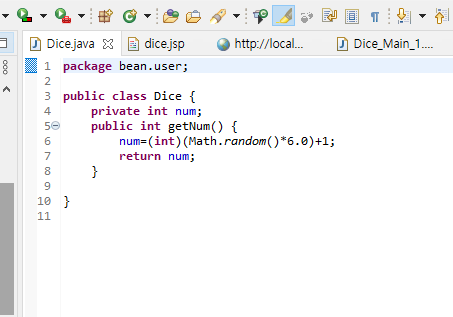 Dice.java
dice.jsp
http://local...
Dice_Main_1....
1 package bean.user;
2
3 public class Dice {
4 private int num;
5 public int getNum() {
6 num=(int)(Math.random()*6.0)+1;
7 return num;
8 }
9
10 }
11